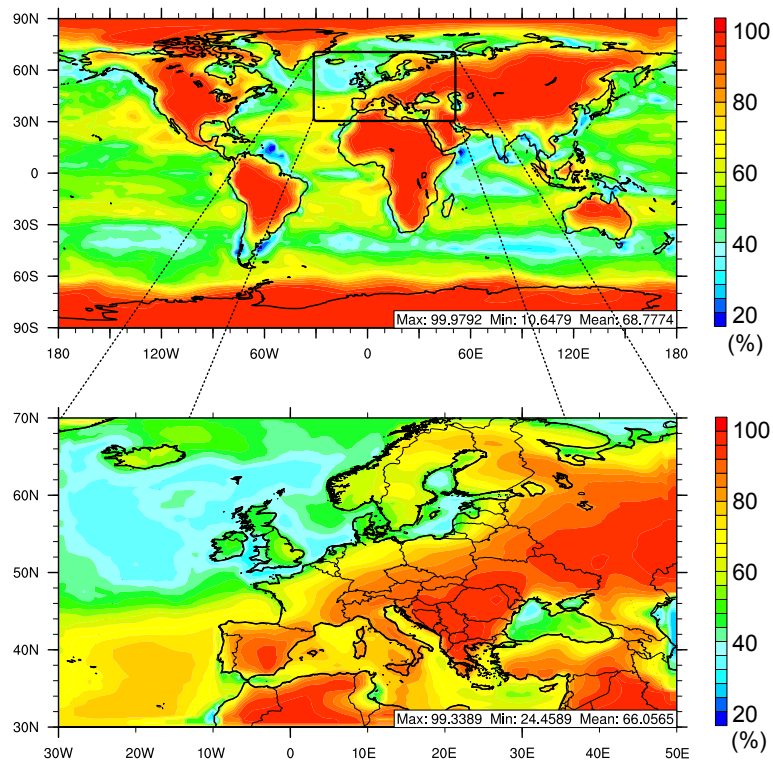 90N
60N
30N
0
30S
60S
90S
180 120W 60W 0 60E 120E 180
Max: 99.9792 Min: 10.6479 Mean: 68.7774
100
80
60
40
20
(%)
70N
60N
50N
40N
30N
30W 20W 10W 0 10E 20E 30E 40E 50E
Max: 99.3389 Min: 24.4589 Mean: 66.0565
100
80
60
40
20
(%)